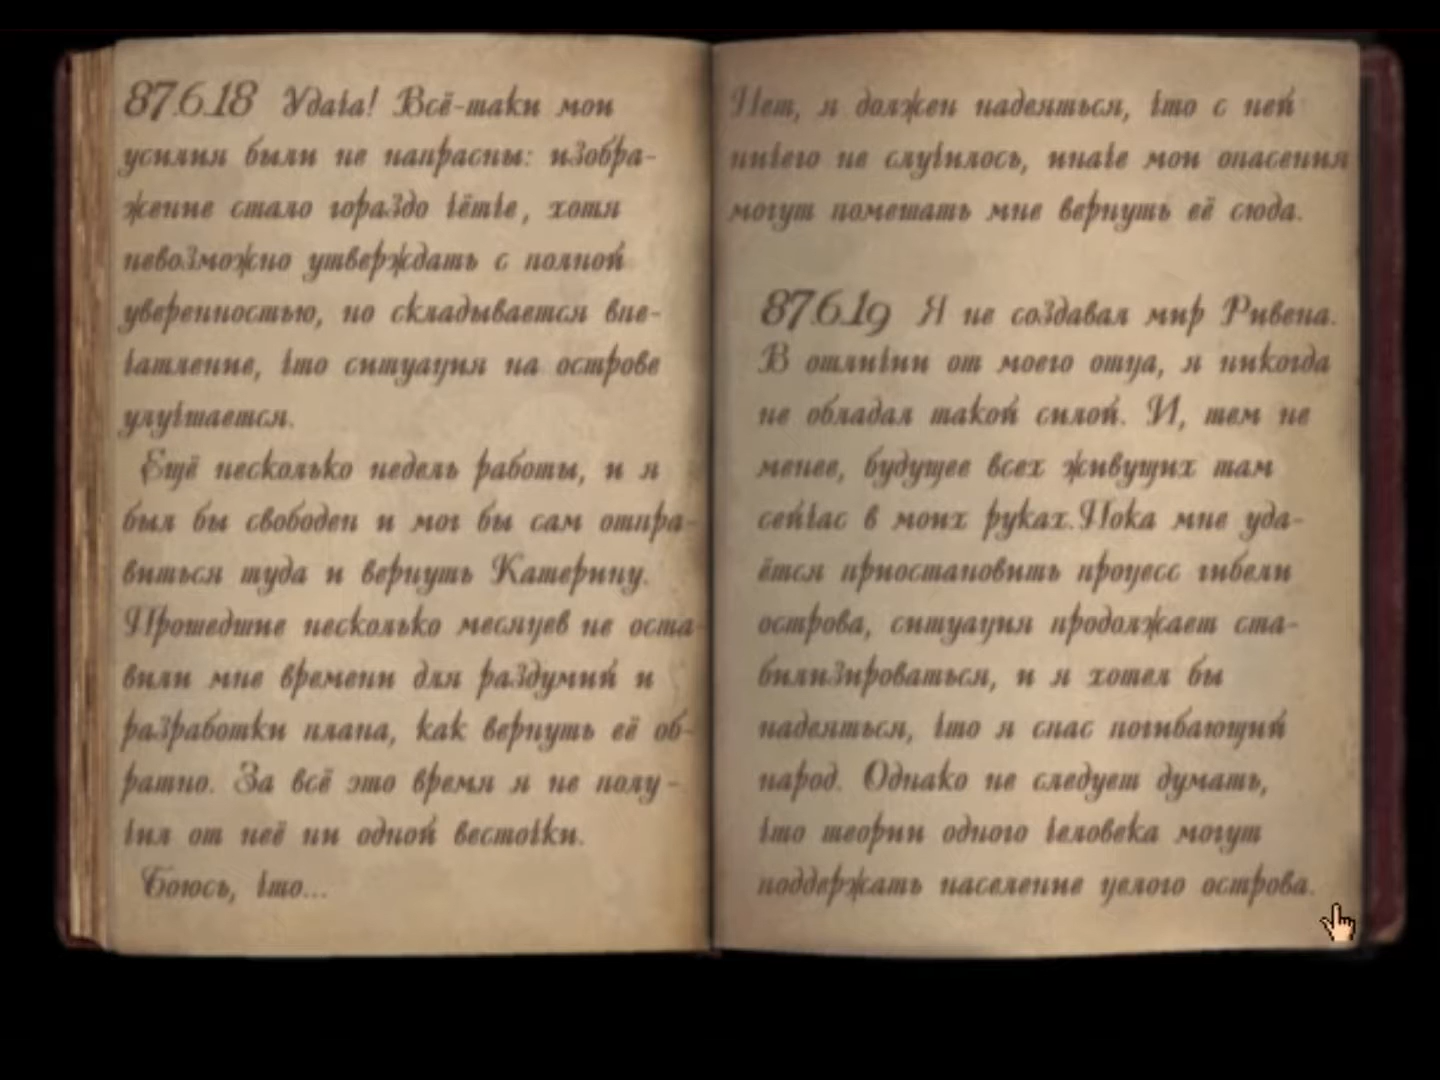 87.6.18 Удача! Всё-таки мои
усилия были не напрасны: изобра-
жение стало гораздо чётче, хотя
невозможно утверждать с полной
уверенностью, но складывается впе-
чатление, что ситуация на острове
улучшается.
Ещё несколько недель работы, и я
был бы свободен и мог бы сам отпра-
виться туда и вернуть Катерину.
Прошедшие несколько месяцев не оста-
вили мне времени для раздумий и
разработки плана, как вернуть её об-
ратно. За всё это время я не полу-
чил от неё ни одной весточки.
Боюсь, что...
Нет, я должен надеяться, что с ней
ничего не случилось, иначе мои опасения
могут помешать мне вернуть её сюда.
87.6.19 Я не создавал мир Ривена.
В отличии от моего отца, я никогда
не обладал такой силой. И, тем не
менее, будущее всех живущих там
сейчас в моих руках.Пока мне уда-
ётся приостановить процесс гибели
острова, ситуация продолжает ста-
билизироваться, и я хотел бы
надеяться, что я спас погибающий
народ. Однако не следует думать,
что теории одного человека могут
поддержать население целого острова.